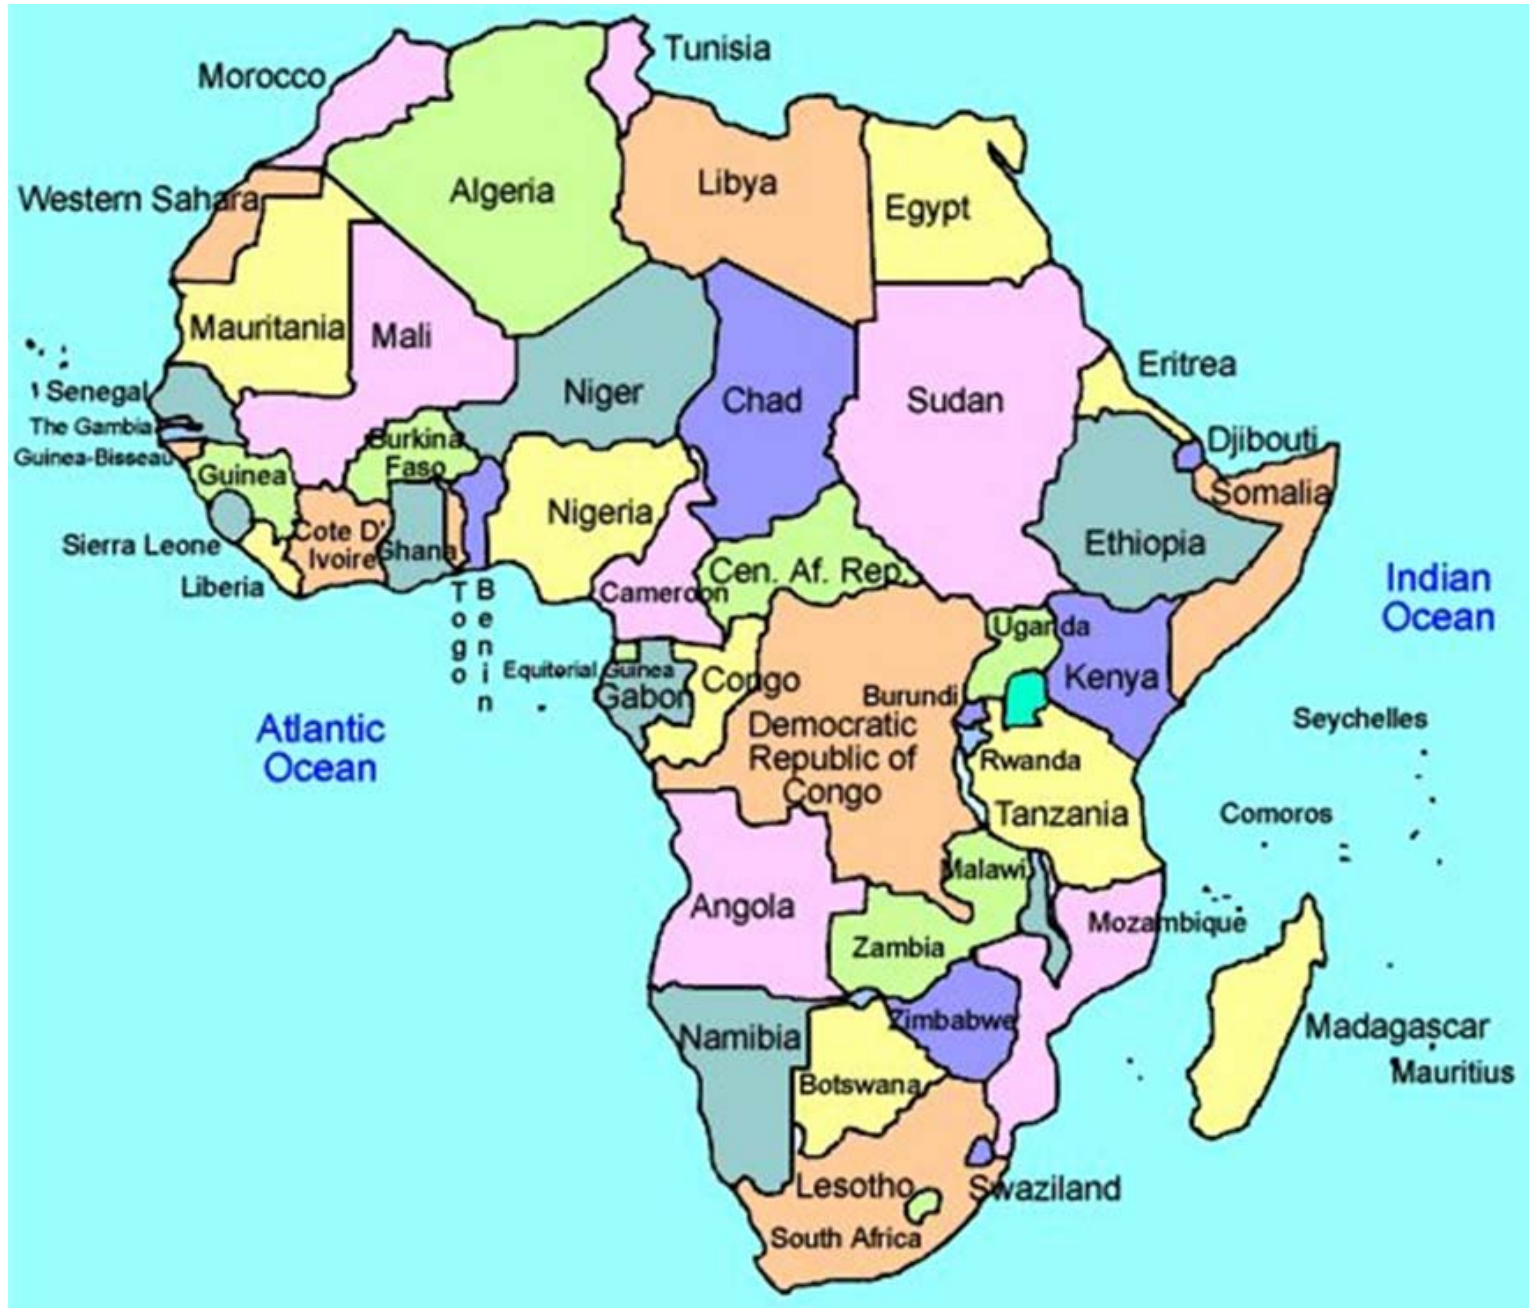 Tunisia
Morocco
Algeria
Libya
Egypt
Western Sahara
Mauritania
Mali
Niger
Chad
Sudan
Eritrea
Senegal
The Gambia
Guinea-Bisseau
Burkina
Faso
Guinea
Djibouti
Somalia
Nigeria
Cote D'
Ivoire
Ghana
Sierra Leone
Ethiopia
Liberia
Cen. Af. Rep.
Cameroon
Togo
Benin
Indian
Ocean
Uganda
Equitorial Guinea
Gabon
Congo
Kenya
Burundi
Democratic
Republic of
Congo
Atlantic
Ocean
Seychelles
Rwanda
Tanzania
Comoros
Malawi
Angola
Mozambique
Zambia
Zimbabwe
Namibia
Madagascar
Mauritius
Botswana
Lesotho
Swaziland
South Africa